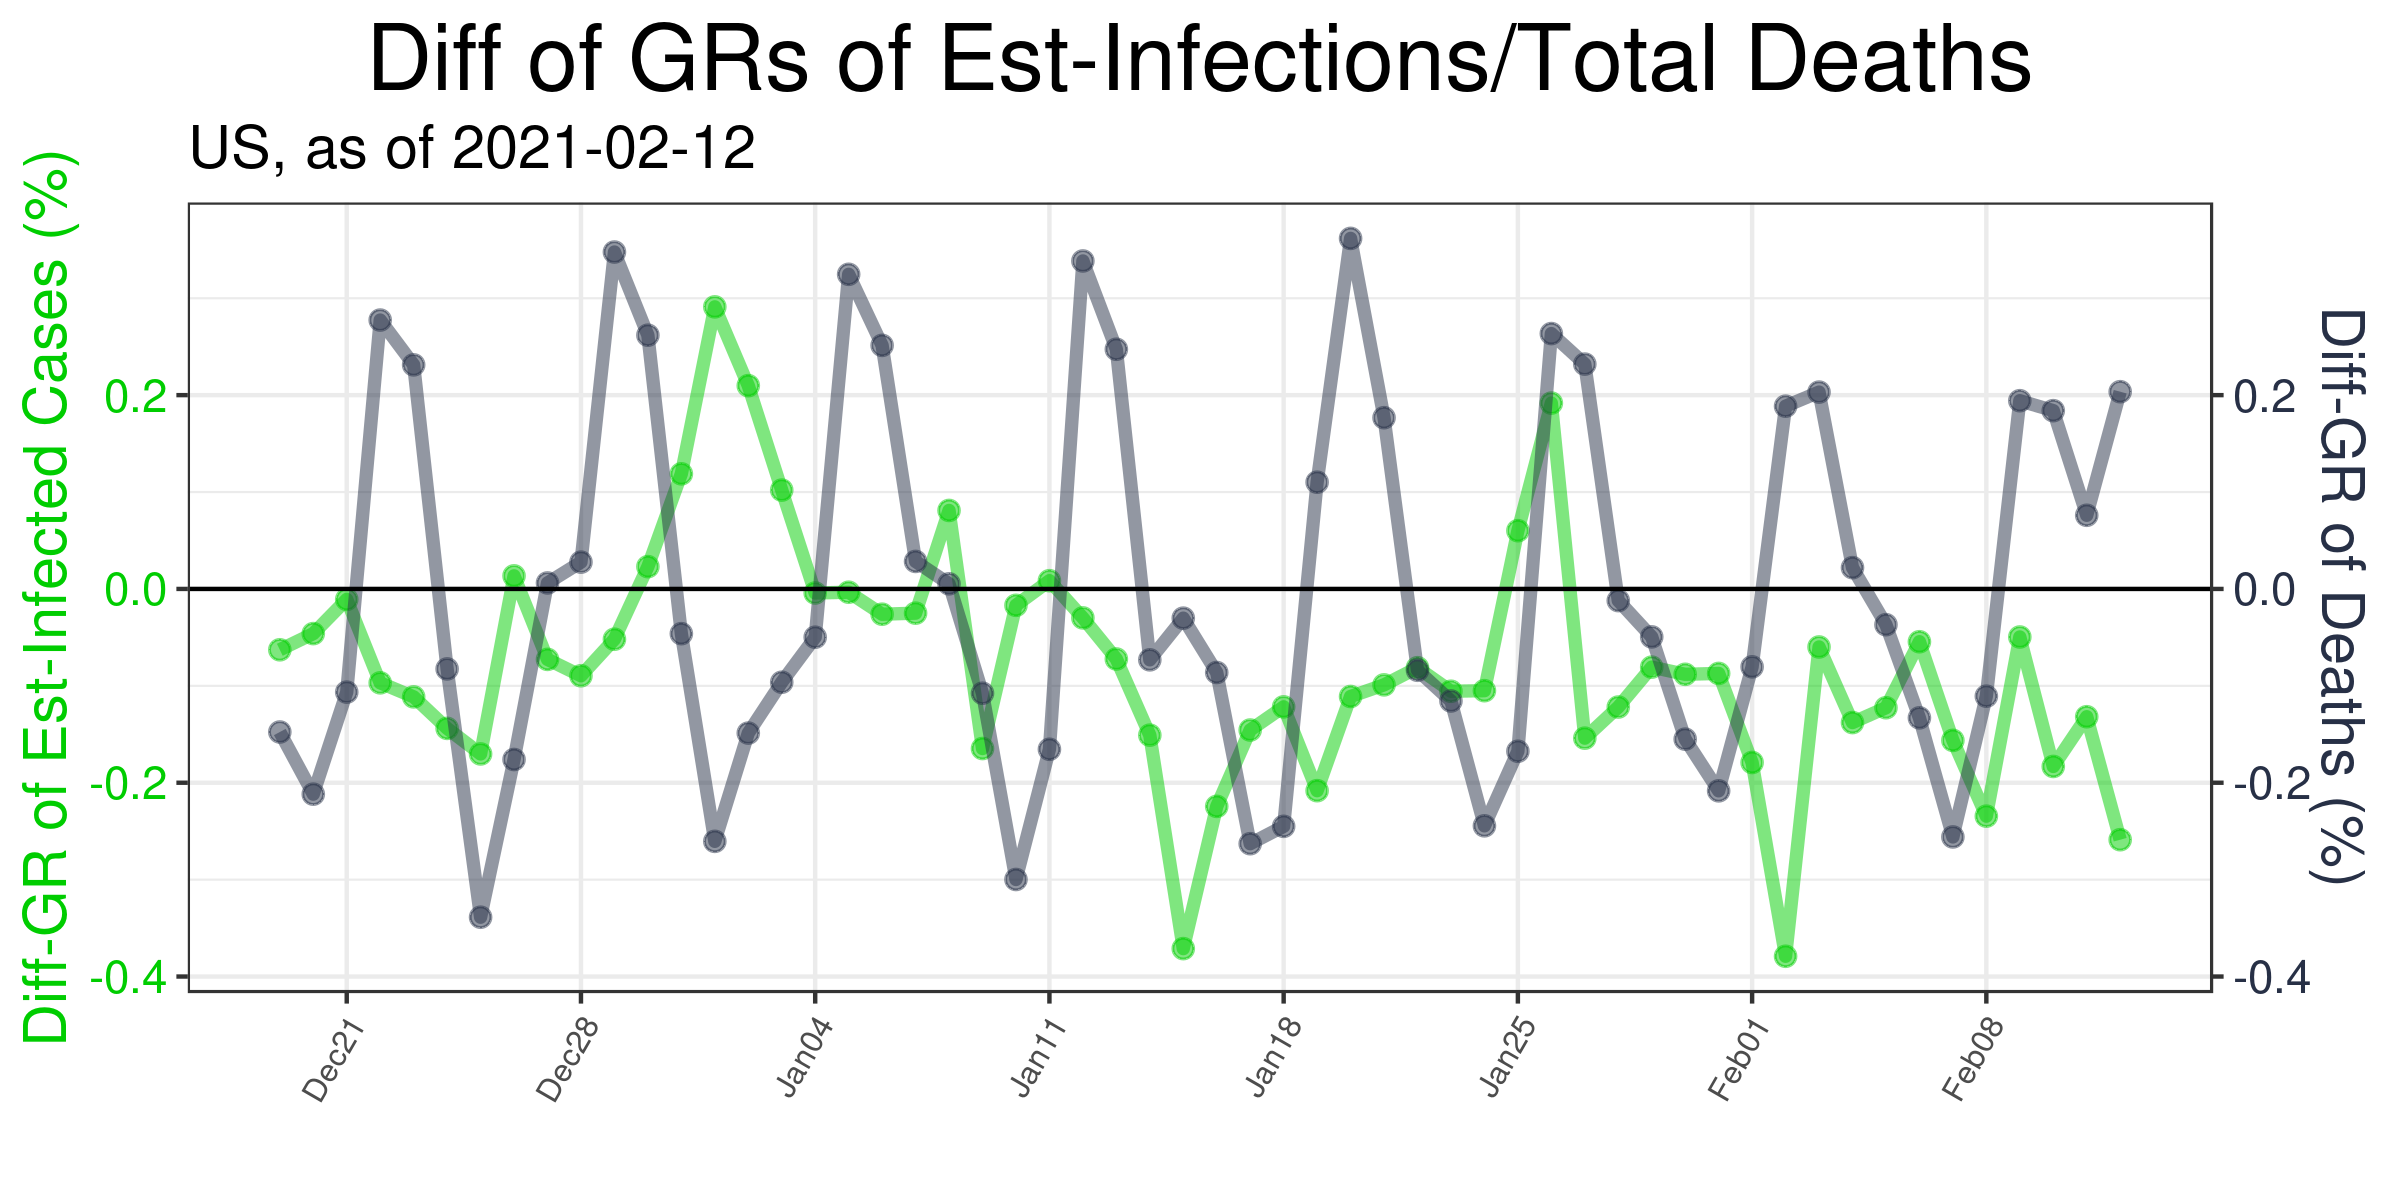 Diff of GRs of Est-Infections/Total Deaths
US, as of 2021-02-12
Diff-GR of Est-Infected Cases (%)
0.2
0.0
-0.2
-0.4
0.2
0.0
-0.2
-0.4
Diff-GR of Deaths (%)
Dec21
Dec28
Jan04
Jan11
Jan18
Jan25
Feb01
Feb08